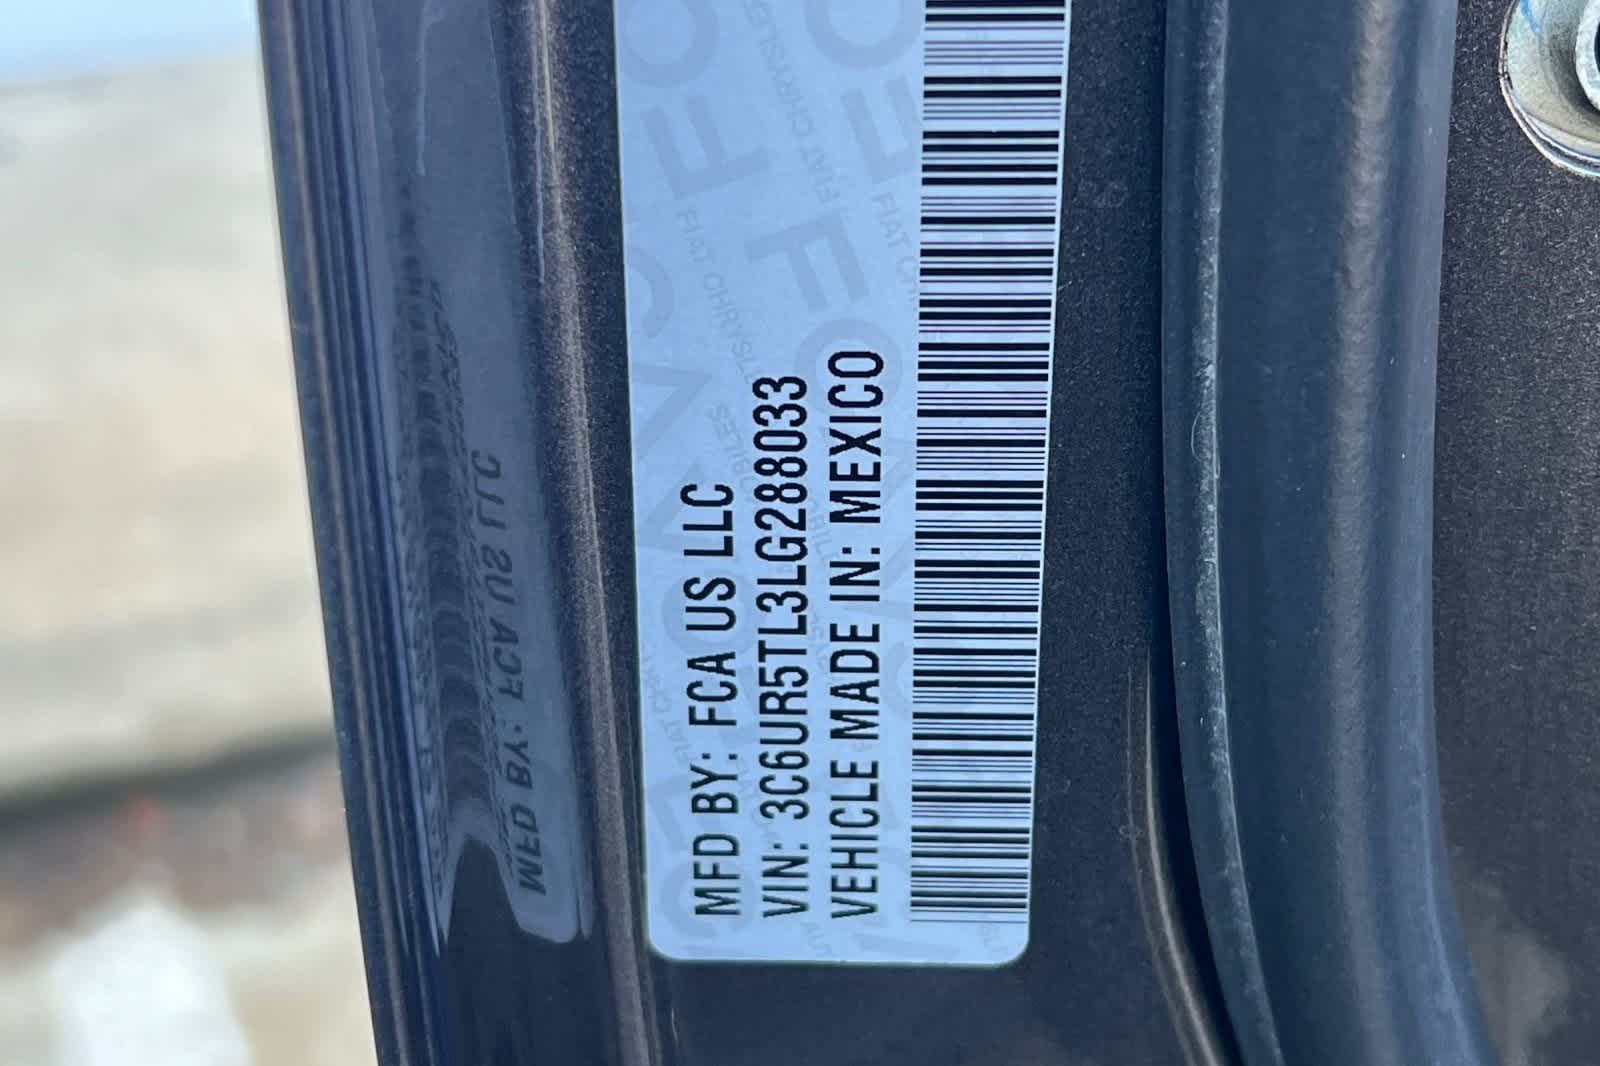 MFD BY: FCA US LLC
VIN: 3C6UR5TL3LG288033
VEHICLE MADE IN: MEXICO